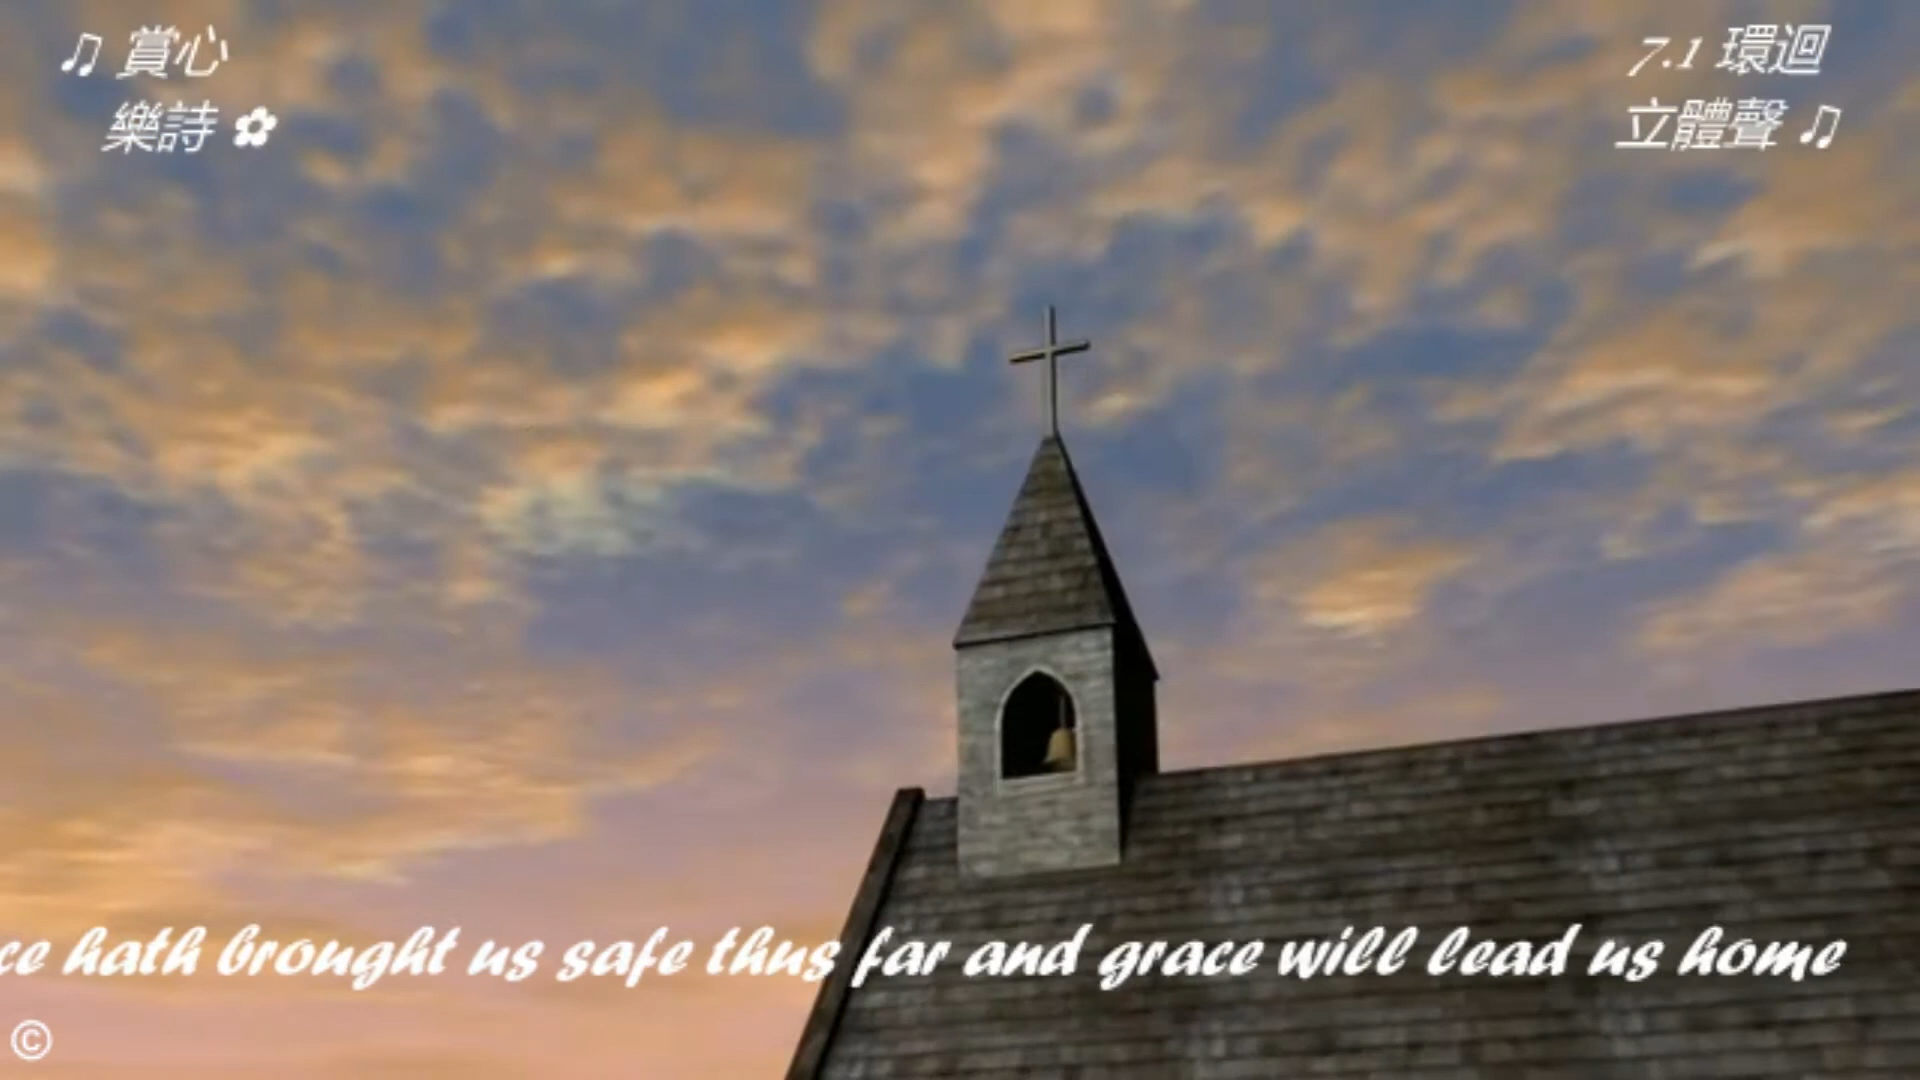 ♫ 賞心
樂詩 ✿
7.1 環迴
立體聲 ♫
ce hath brought us safe thus far and grace will lead us home
©